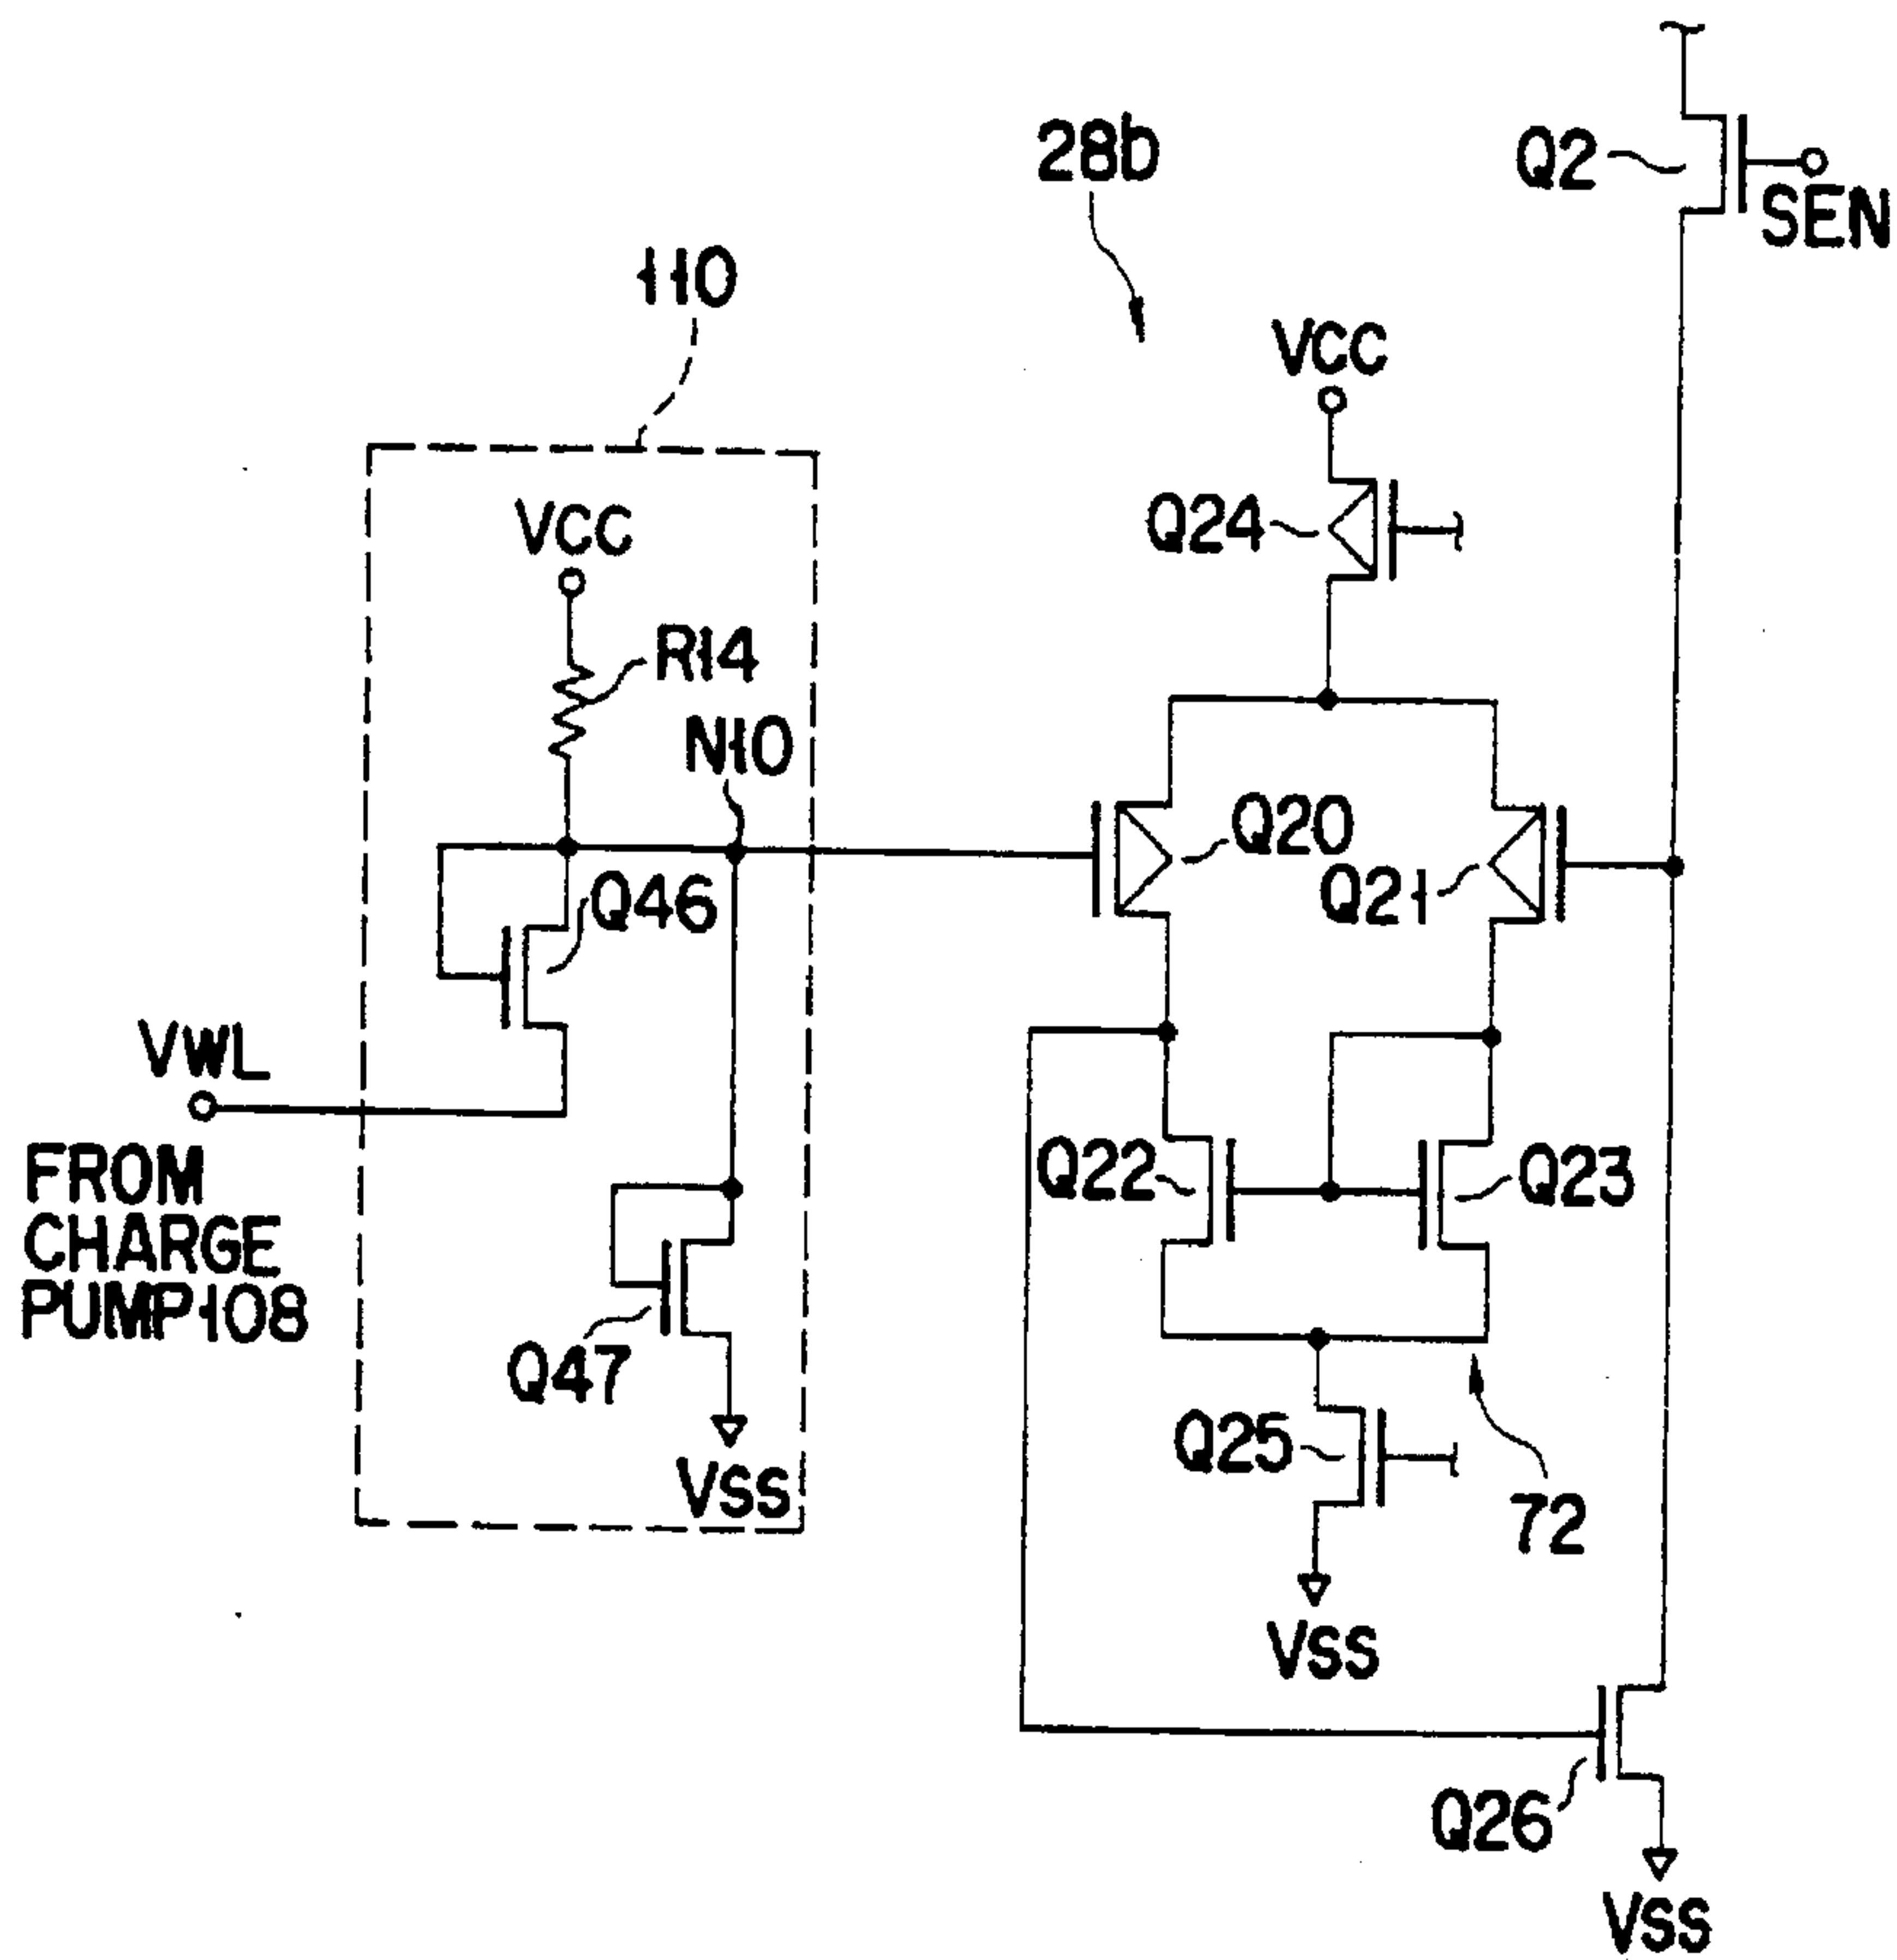 28b
Q2
SEN
110
VCC
Q24
VCC
R14
N10
Q20
Q21
Q46
VWL
FROM
CHARGE
PUMP108
Q22
Q23
Q47
VSS
Q25
72
VSS
Q26
VSS